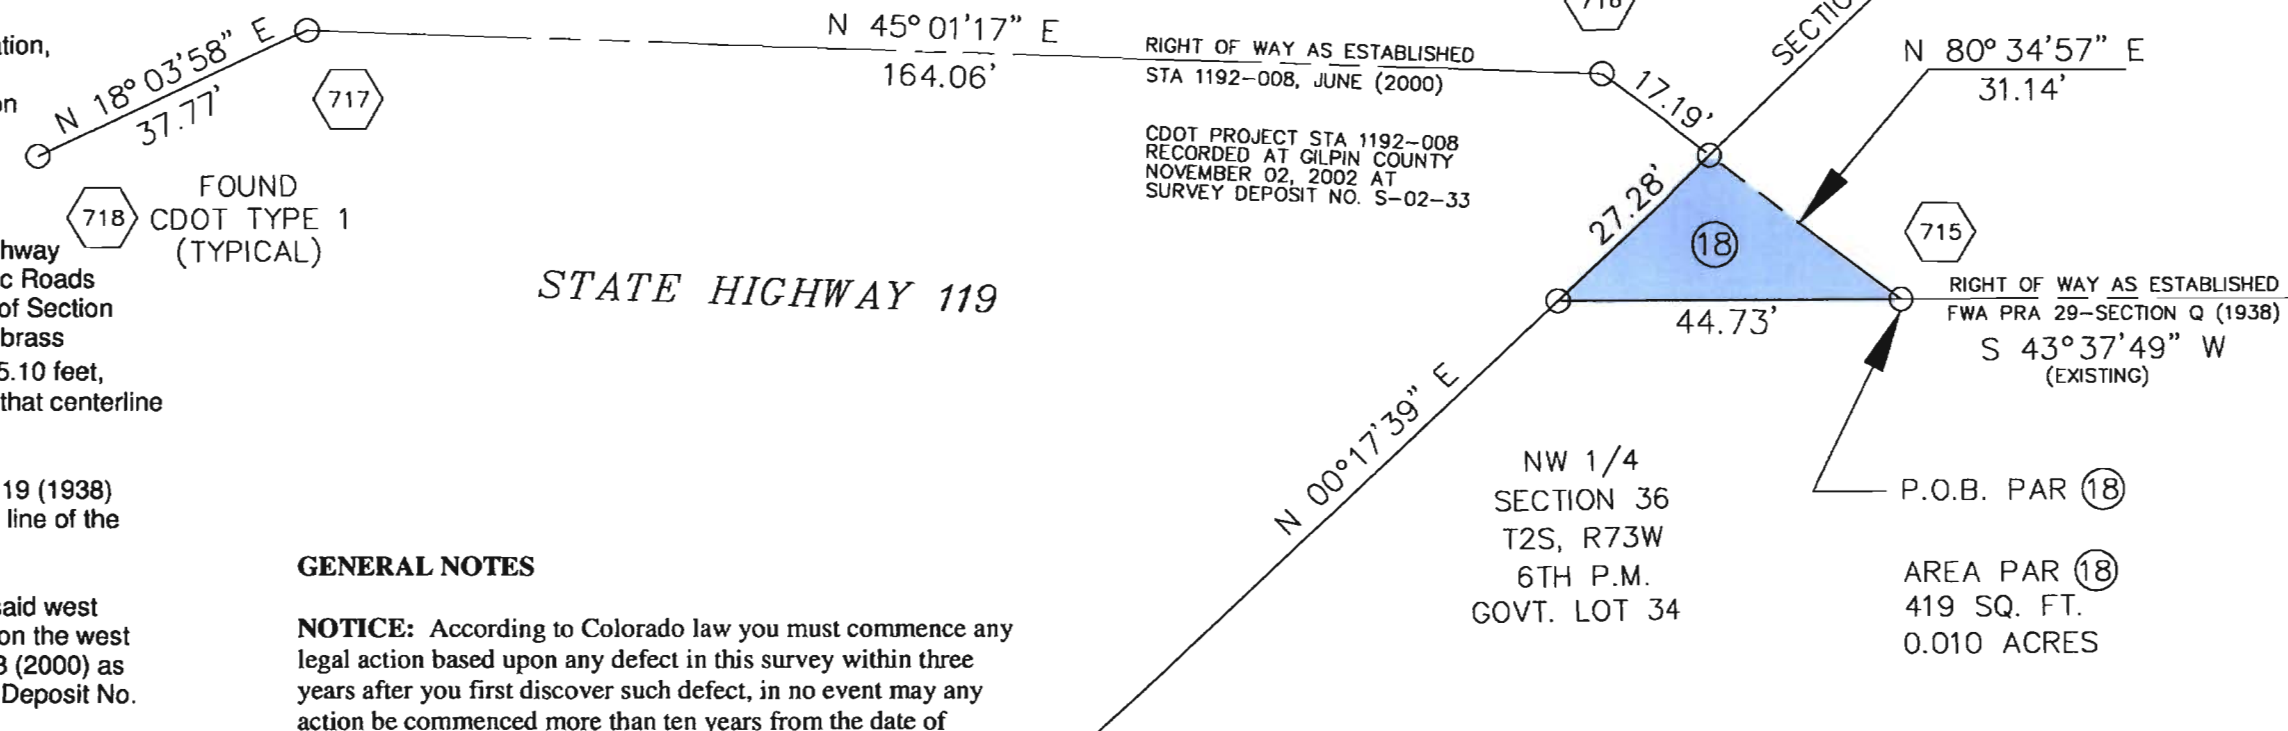 N 18° 03'58" E
37.77'
717
718
FOUND
CDOT TYPE 1
(TYPICAL)
N 45° 01'17" E
164.06'
RIGHT OF WAY AS ESTABLISHED
STA 1192-008, JUNE (2000)
CDOT PROJECT STA 1192-008
RECORDED AT GILPIN COUNTY
NOVEMBER 02, 2002 AT
SURVEY DEPOSIT NO. S-02-33
STATE HIGHWAY 119
17.19'
N 80° 34'57" E
31.14'
27.28'
18
715
44.73'
RIGHT OF WAY AS ESTABLISHED
FWA PRA 29-SECTION Q (1938)
S 43°37'49" W
(EXISTING)
N 00°17'39" E
NW 1/4
SECTION 36
T2S, R73W
6TH P.M.
GOVT. LOT 34
P.O.B. PAR 18
AREA PAR 18
419 SQ. FT.
0.010 ACRES
c Roads
of Section
brass
5.10 feet,
that centerline
19 (1938)
line of the
said west
on the west
(2000) as
Deposit No.
GENERAL NOTES
NOTICE: According to Colorado law you must commence any
legal action based upon any defect in this survey within three
years after you first discover such defect, in no event may any
action be commenced more than ten years from the date of